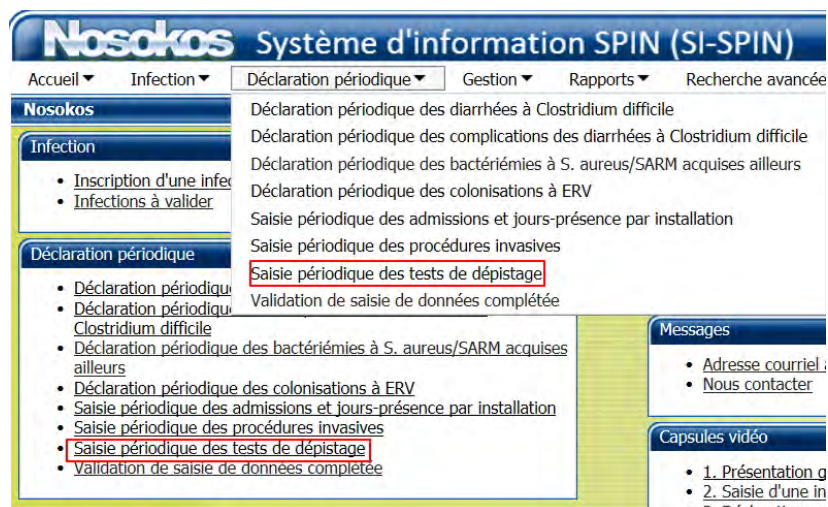 Nosokos Système d'information SPIN (SI-SPIN)
Accueil Infection Déclaration périodique Gestion Rapports Recherche avancée
Nosokos
Déclaration périodique des diarrhées à Clostridium difficile
Déclaration périodique des complications des diarrhées à Clostridium difficile
Déclaration périodique des bactériémies à S. aureus/SARM acquises ailleurs
Déclaration périodique des colonisations à ERV
Saisie périodique des admissions et jours-présence par installation
Saisie périodique des procédures invasives
Saisie périodique des tests de dépistage
Validation de saisie de données complétée
Infection
Inscription d'une
Infections à valider
Déclaration périodique
Déclaration
Déclaration
Clostridium difficile
Déclaration périodique des bactériémies à S. aureus/SARM acquises
ailleurs
Déclaration périodique des colonisations à ERV
Saisie périodique des admissions et jours-présence par installation
Saisie périodique des procédures invasives
Saisie périodique des tests de dépistage
Validation de saisie de données complétée
Messages
Adresse courriel
Nous contacter
Capsules vidéo
1. Présentation
2. Saisie d'une